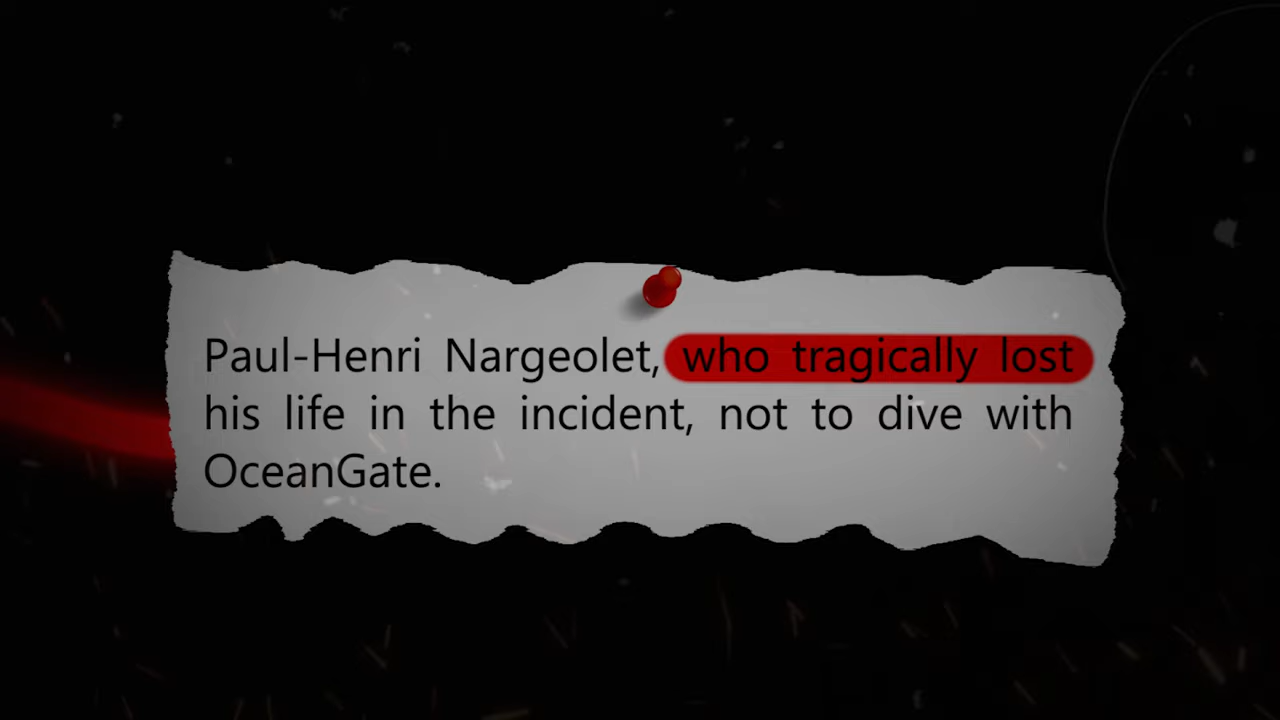 Paul-Henri Nargeolet, who tragically lost
his life in the incident, not to dive with
OceanGate.